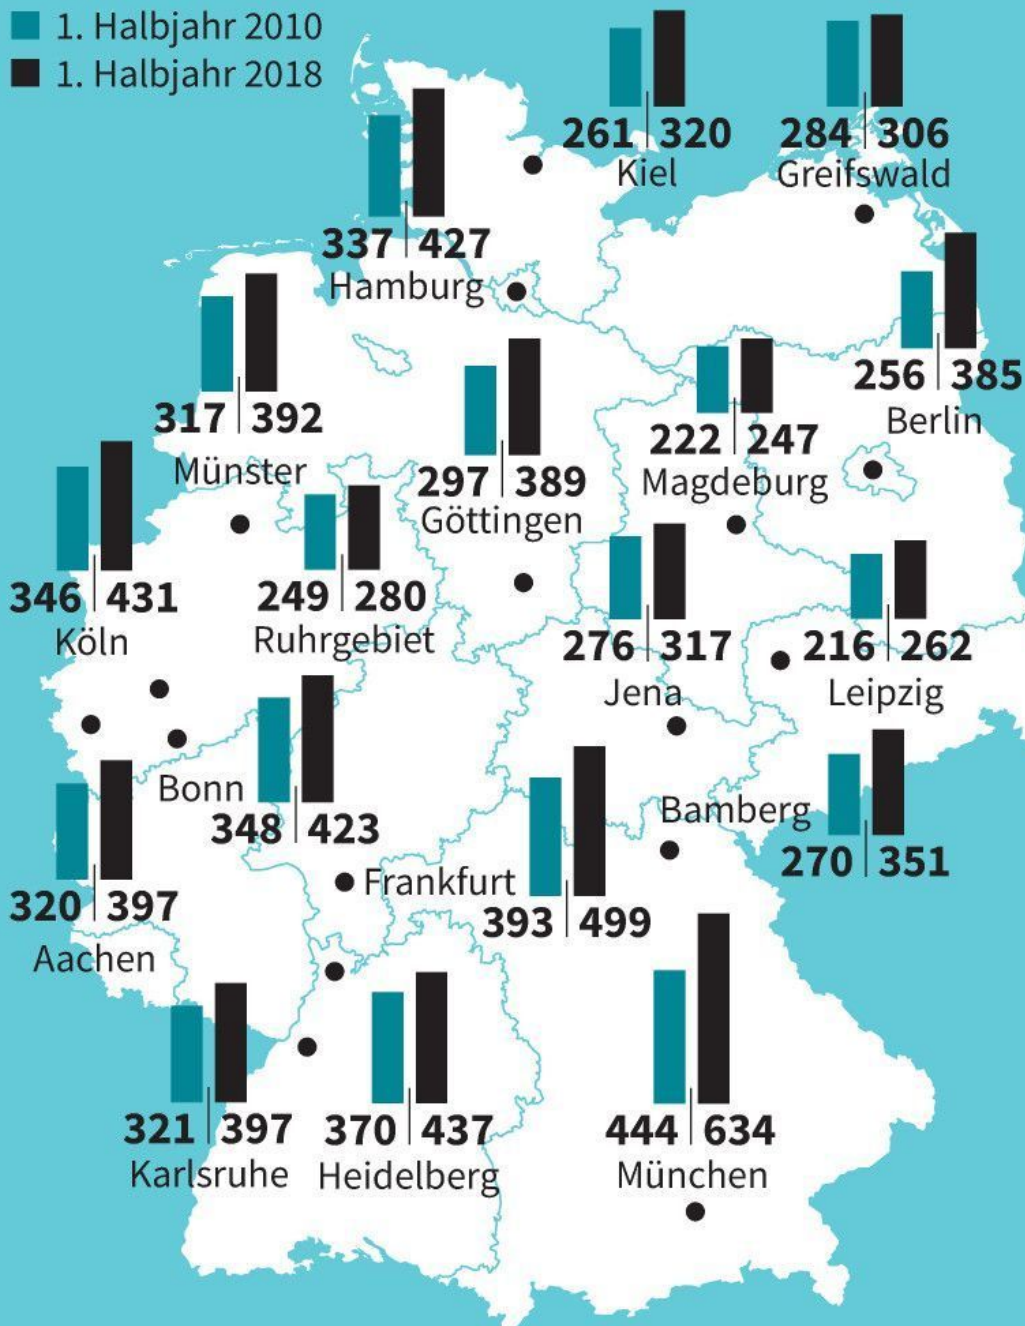 1. Halbjahr 2010
1. Halbjahr 2018
261 320
Kiel
284 306
Greifswald
337 427
Hamburg
256 385
Berlin
317 392
Münster
297 389
Göttingen
222 247
Magdeburg
346 431
Köln
249 280
Ruhrgebiet
276 317
Jena
216 262
Leipzig
Bonn
348 423
Bamberg
270 351
320 397
Aachen
Frankfurt
393 499
321 397
Karlsruhe
370 437
Heidelberg
444 634
München